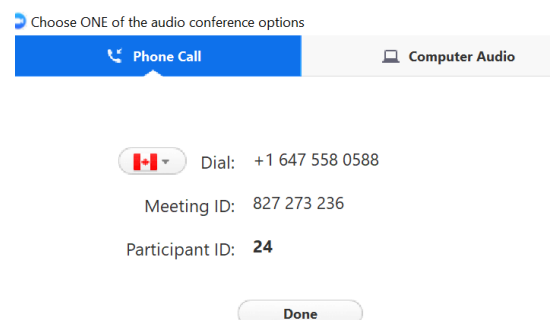 Choose ONE of the audio conference options
Phone Call Computer Audio
Dial: +1 647 558 0588
Meeting ID: 827 273 236
Participant ID: 24
Done